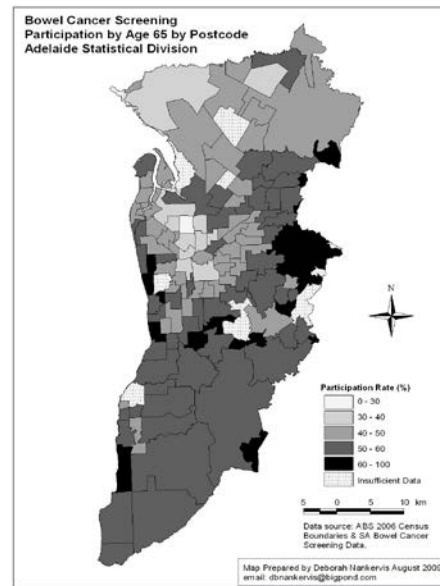 Bowel Cancer Screening
Participation by Age 65 by Postcode
Adelaide Statistical Division
N
Participation Rate (%)
0 - 30
30 - 40
40 - 50
50 - 60
60 - 100
Insufficient Data
5 0 5 10 km
Data source: ABS 2006 Census
Boundaries & SA Bowel Cancer
Screening Data.
Map Prepared by Deborah Nankervis August 2009
email: dbnankervis@bigpond.com